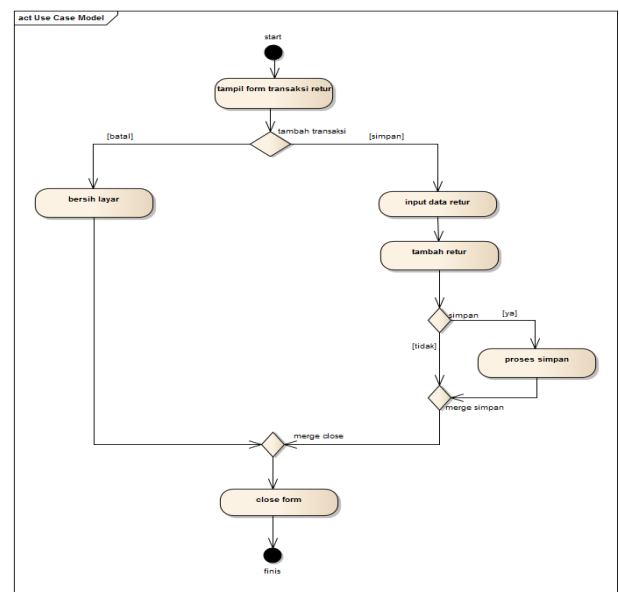 act Use Case Model
start
tampil form transaksi retur
tambah transaksi
[batal]
[simpan]
bersih layar
input data retur
tambah retur
simpan
[ya]
[tidak]
proses simpan
merge simpan
merge close
close form
finis